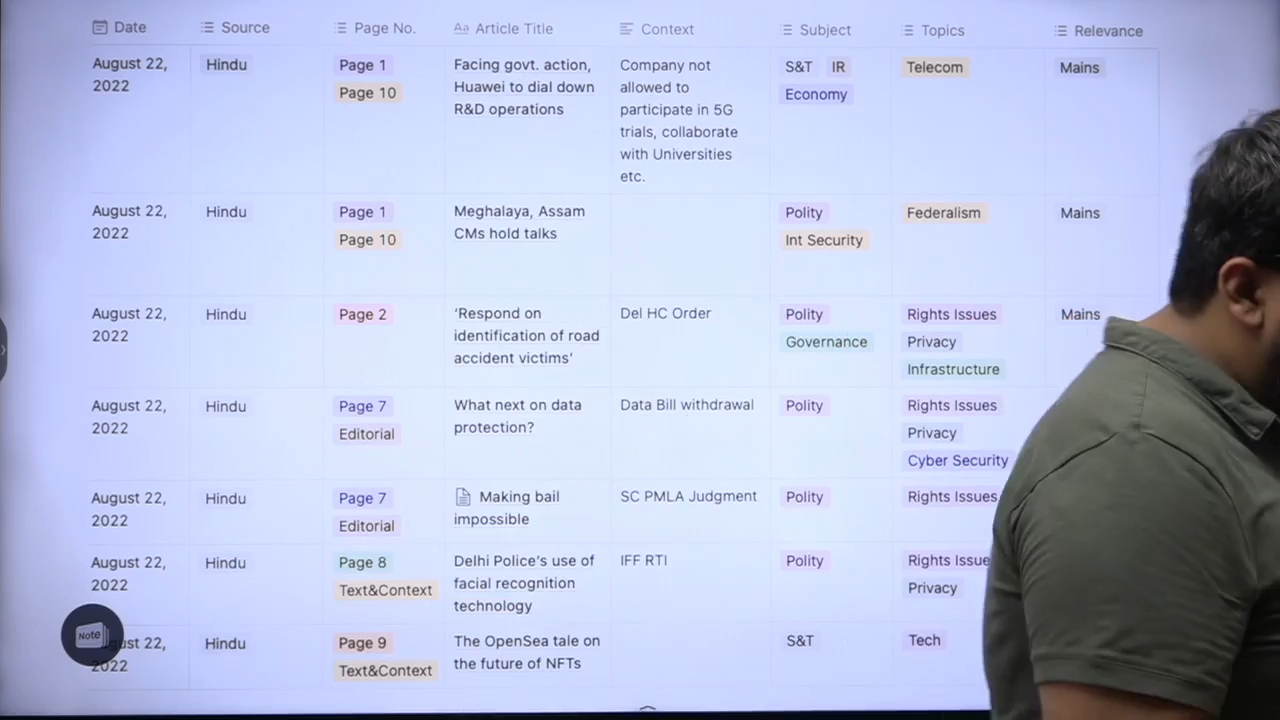 Date Source Page No. Aa Article Title Context Subject Topics Relevance
August 22, Hindu Page 1 Facing govt. action, Company not S&T IR Telecom Mains
2022 Page 10 Huawei to dial down allowed to Economy
R&D operations participate in 5G
trials, collaborate
with Universities
etc.
August 22, Hindu Page 1 Meghalaya, Assam Polity Federalism Mains
2022 Page 10 CMs hold talks Int Security
August 22, Hindu Page 2 ‘Respond on Del HC Order Polity Rights Issues Mains
2022 identification of road Governance Privacy
accident victims’ Infrastructure
August 22, Hindu Page 7 What next on data Data Bill withdrawal Polity Rights Issues
2022 Editorial protection? Privacy
Cyber Security
August 22, Hindu Page 7 Making bail SC PMLA Judgment Polity Rights Issues
2022 Editorial impossible
August 22, Hindu Page 8 Delhi Police's use of IFF RTI Polity Rights Issue
2022 Text&Context facial recognition Privacy
technology
Note gust 22, Hindu Page 9 The OpenSea tale on S&T Tech
2022 Text&Context the future of NFTs